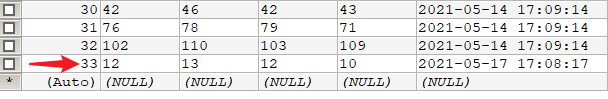 30 42 46 42 43 2021-05-14 17:09:14
31 76 78 79 71 2021-05-14 17:09:14
32 102 110 103 109 2021-05-14 17:09:14
33 12 13 12 10 2021-05-17 17:08:17
* (Auto) (NULL) (NULL) (NULL) (NULL) (NULL)